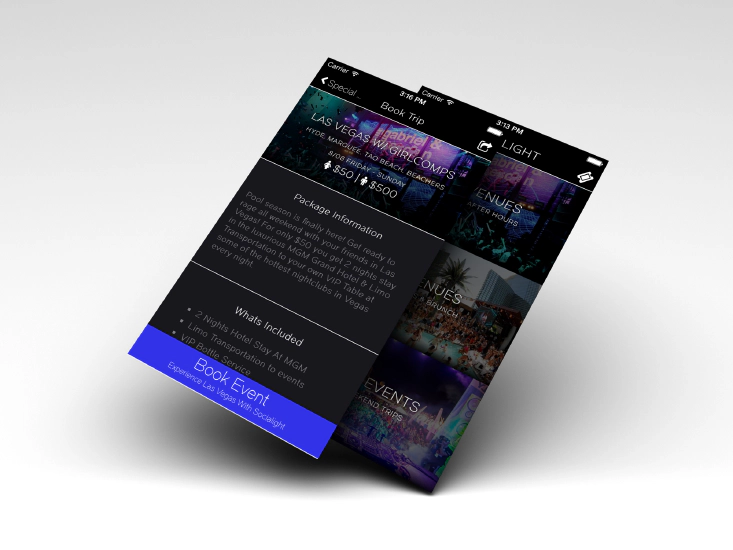 Carrier
3:16 PM
Special ..
Book Trip
LAS VEGAS W/ GIRLCOMPS
HYDE, MARQUEE, TAO BEACH, BEACHERS
8/08 FRIDAY - SUNDAY
$50 | $500
Package Information
Pool season is finally here! Get ready to
rage all weekend with your friends in Las
Vegas! For only $50 you get 2 nights stay
in the luxurious MGM Grand Hotel & Limo
Transportation to your own VIP Table at
some of the hottest nightclubs in Vegas
every night.
Whats Included
• 2 Nights Hotel Stay At MGM
• Limo Transportation to events
• VIP Bottle Service
Book Event
Experience Las Vegas With Socialight
Carrier
3:13 PM
LIGHT
ENUES
AFTER HOURS
NUES
BRUNCH
EVENTS
KEND TRIPS